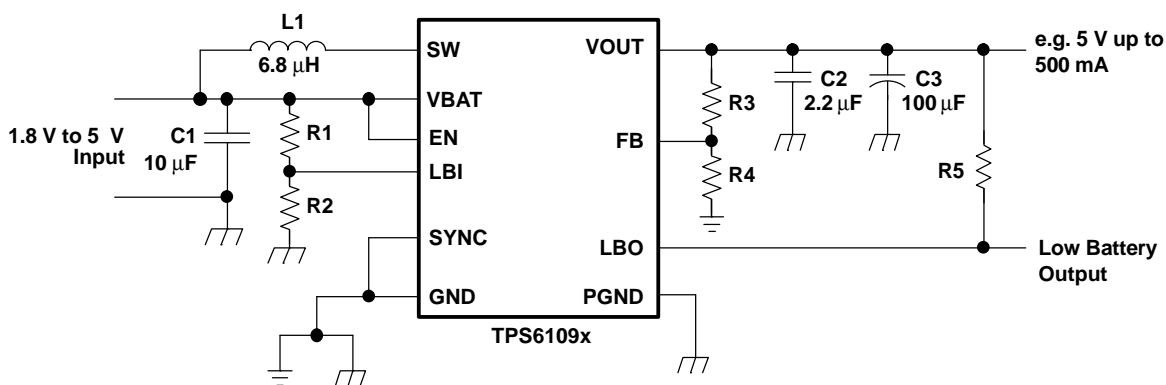 L1
6.8 μH
SW
VOUT
e.g. 5 V up to
500 mA
VBAT
C2
2.2 μF
C3
100 μF
R3
1.8 V to 5 V
Input
C1
10 μF
R1
EN
FB
LBI
R4
R5
R2
SYNC
LBO
Low Battery
Output
GND
PGND
TPS6109x